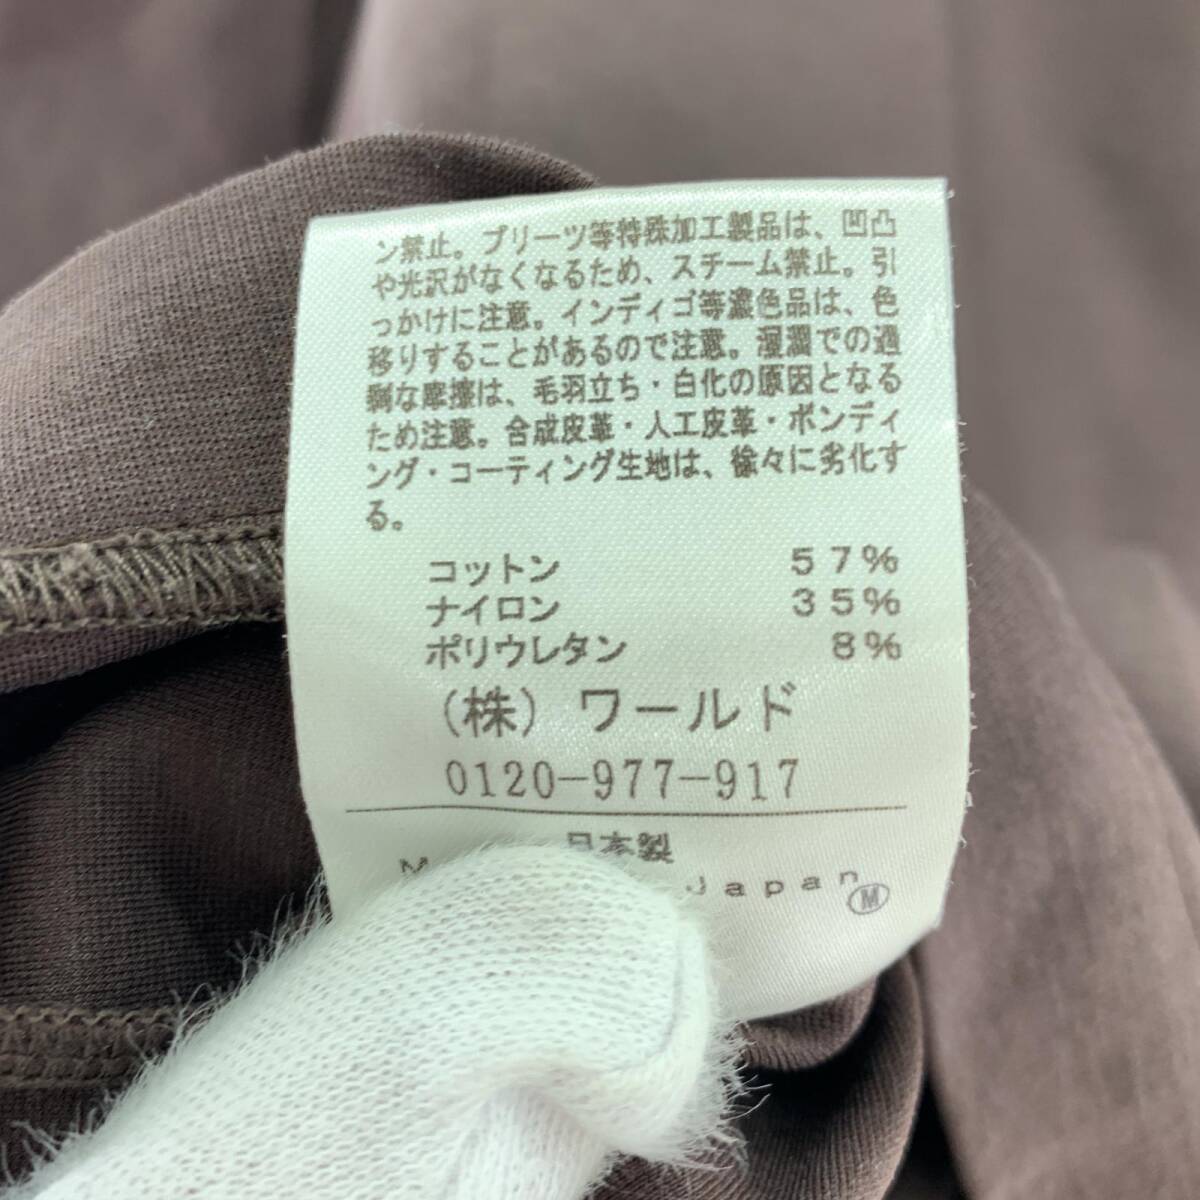 ン禁止。プリーツ等特殊加工製品は、凹凸
や光沢がなくなるため、スチーム禁止。引
っかけに注意。インディゴ等濃色品は、色
移りすることがあるので注意。湿潤での過
剰な摩擦は、毛羽立ち・白化の原因となる
ため注意。合成皮革・人工皮革・ボンディ
ング・コーティング生地は、徐々に劣化す
る。
コットン 57%
ナイロン 35%
ポリウレタン 8%
(株) ワールド
0120-977-917
日本製
Japan
M